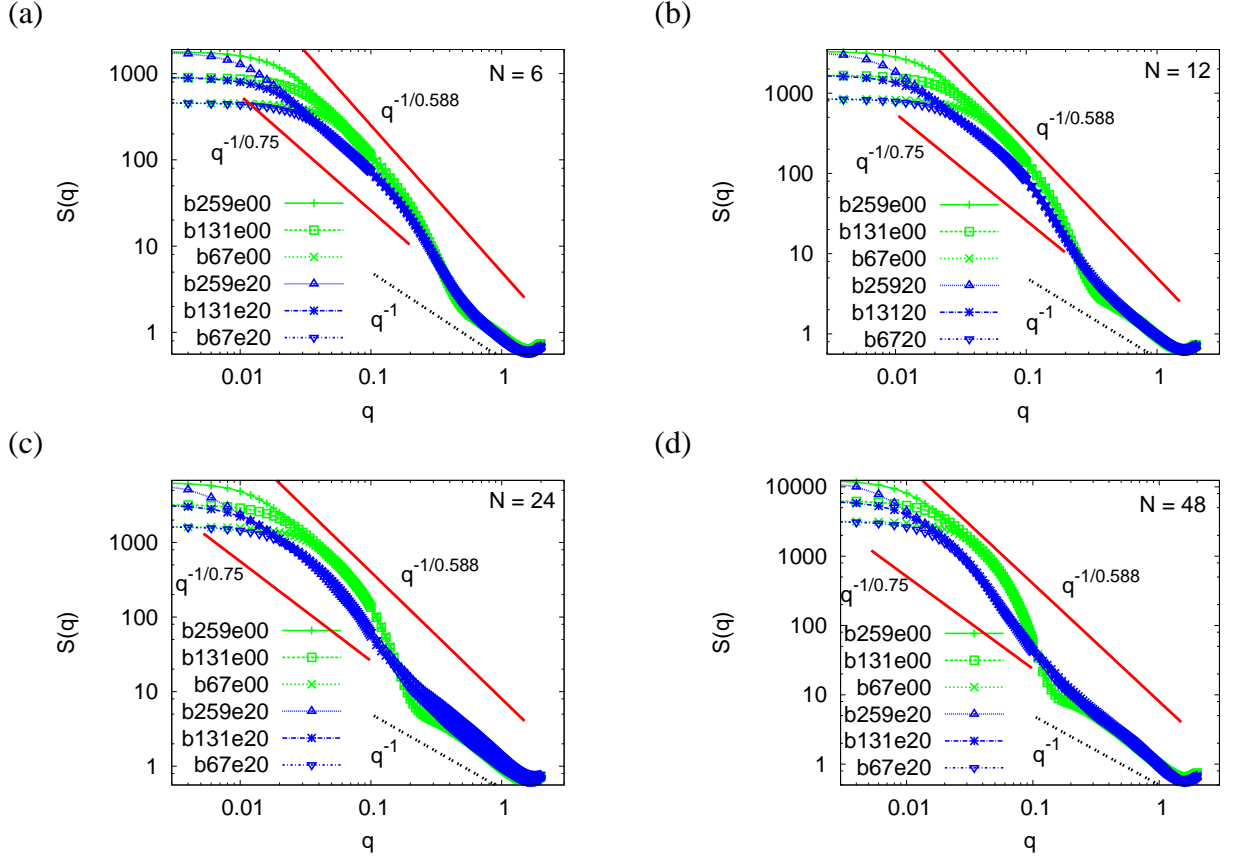 (a)
N = 6
1000
100
10
1
S(q)
q^{-1/0.588}
q^{-1/0.75}
q^{-1}
b259e00
b131e00
b67e00
b259e20
b131e20
b67e20
0.01 0.1 1
q
(b)
N = 12
1000
100
10
1
S(q)
q^{-1/0.588}
q^{-1/0.75}
q^{-1}
b259e00
b131e00
b67e00
b25920
b13120
b6720
0.01 0.1 1
q
(c)
N = 24
1000
100
10
1
S(q)
q^{-1/0.588}
q^{-1/0.75}
q^{-1}
b259e00
b131e00
b67e00
b259e20
b131e20
b67e20
0.01 0.1 1
q
(d)
N = 48
10000
1000
100
10
1
S(q)
q^{-1/0.588}
q^{-1/0.75}
q^{-1}
b259e00
b131e00
b67e00
b259e20
b131e20
b67e20
0.01 0.1 1
q